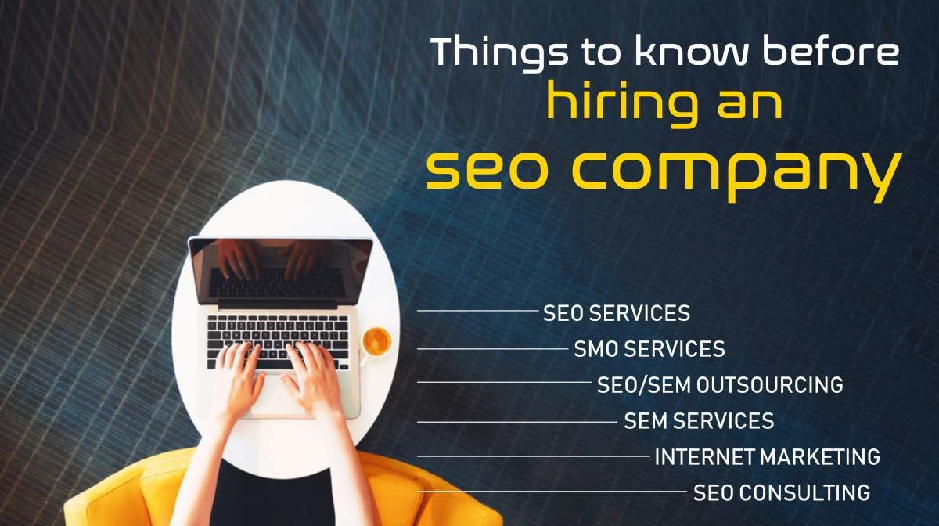 Things to know before
hiring an
seo company
SEO SERVICES
SMO SERVICES
SEO/SEM OUTSOURCING
SEM SERVICES
INTERNET MARKETING
SEO CONSULTING